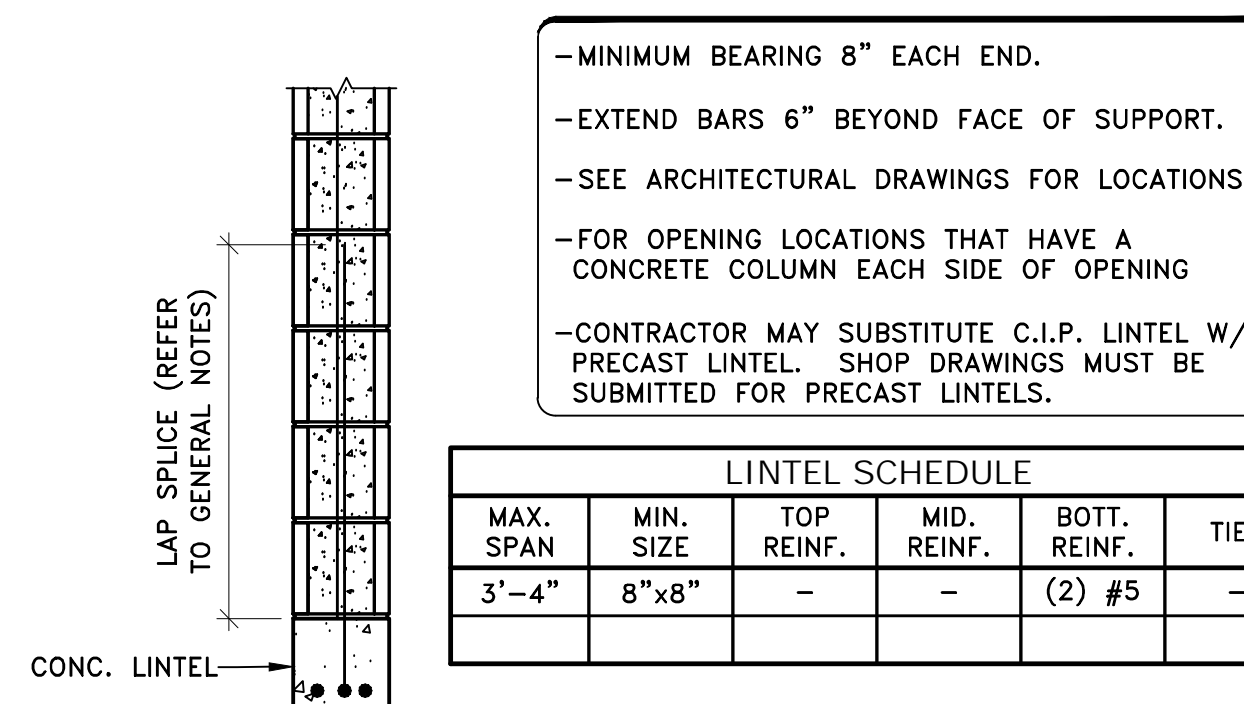 -MINIMUM BEARING 8" EACH END.
-EXTEND BARS 6" BEYOND FACE OF SUPPORT.
-SEE ARCHITECTURAL DRAWINGS FOR LOCATIONS
-FOR OPENING LOCATIONS THAT HAVE A
CONCRETE COLUMN EACH SIDE OF OPENING
-CONTRACTOR MAY SUBSTITUTE C.I.P. LINTEL W/
PRECAST LINTEL. SHOP DRAWINGS MUST BE
SUBMITTED FOR PRECAST LINTELS.
LAP SPLICE (REFER
TO GENERAL NOTES)
CONC. LINTEL
LINTEL SCHEDULE
MAX. SPAN
MIN. SIZE
TOP REINF.
MID. REINF.
BOTT. REINF.
3'-4"
8"x8"
-
-
(2) #5
-